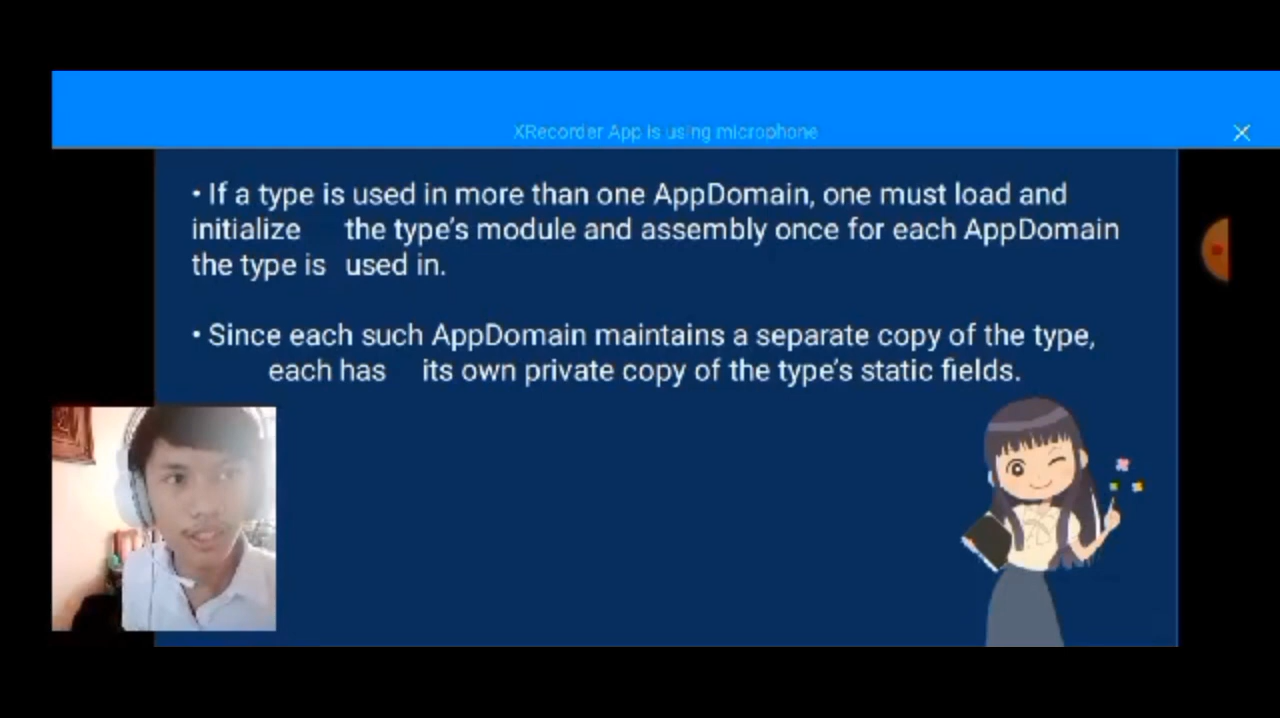 XRecorder App is using microphone
• If a type is used in more than one AppDomain, one must load and
initialize the type's module and assembly once for each AppDomain
the type is used in.
• Since each such AppDomain maintains a separate copy of the type,
each has its own private copy of the type's static fields.